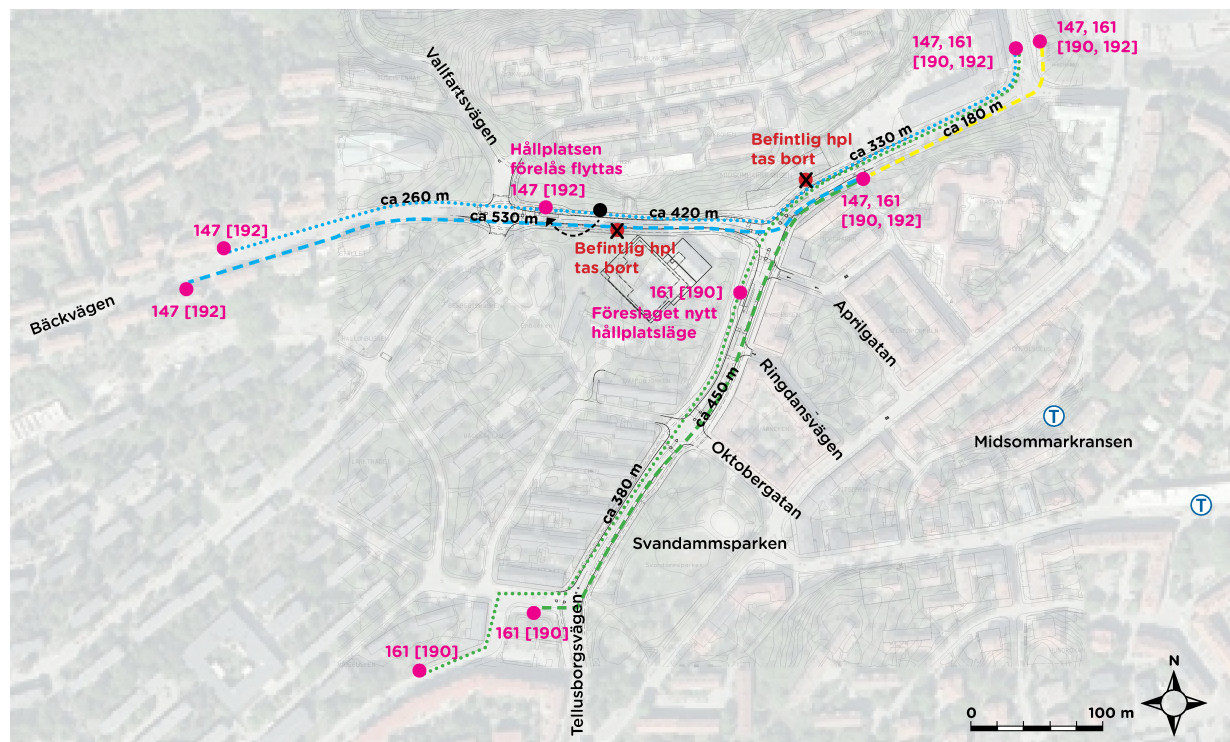 147, 161
[190, 192]
147, 161
[190, 192]
Vallfartsvägen
ca 180 m
ca 330 m
Befintlig hpl
tas bort
Hållplatsen
förelås flyttas
147 [192]
ca 260 m
ca 530 m
ca 420 m
147, 161
[190, 192]
147 [192]
Befintlig hpl
tas bort
147 [192]
Bäckvägen
161 [190]
Föreslaget nytt
hållplatsläge
Aprilgatan
Ringdansvägen
ca 450 m
T
Midsommarkransen
Oktobergatan
ca 380 m
T
Svandammsparken
161 [190]
161 [190]
Tellusborgsvägen
N
0
100 m